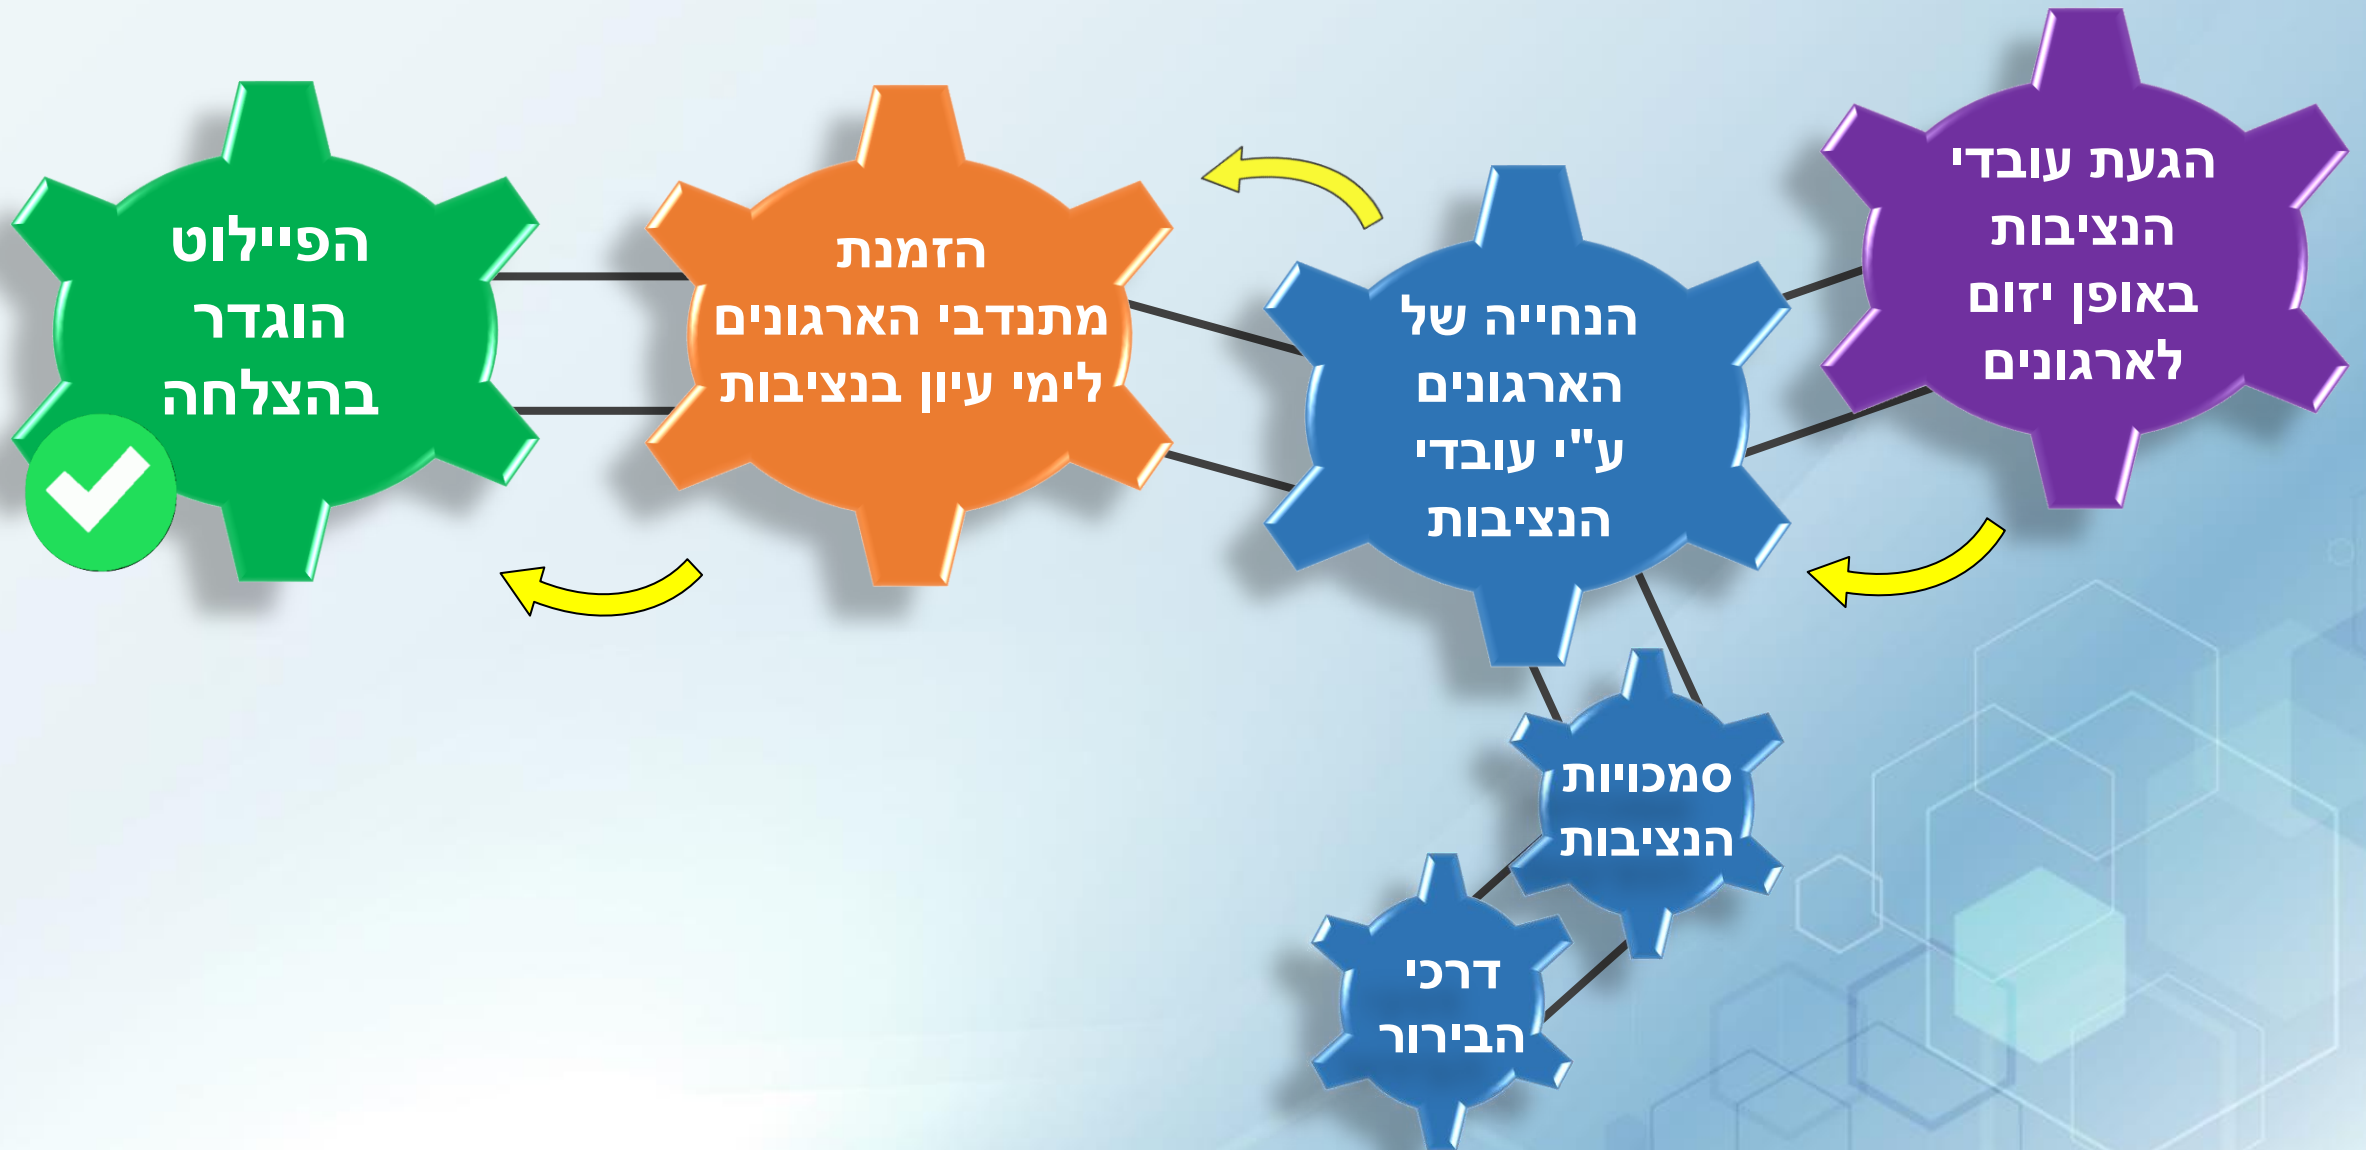 הגעת עובדי
הנציבות
באופן יזום
לארגונים
הנחייה של
הארגונים
ע"י עובדי
הנציבות
סמכויות
הנציבות
דרכי
הבירור
הזמנת
מתנדבי הארגונים
לימי עיון בנציבות
הפיילוט
הוגדר
בהצלחה